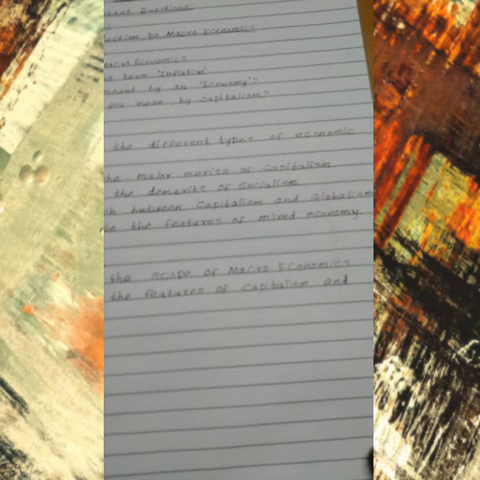 Questions
to Macro Economics
Macro Economics
term "Inflation"
meant by an "Economy"?
you mean by capitalism?
the different types of economic
the major merits of Capitalism
the demerits of Socialism
between Capitalism and Globalism
the features of mixed economy.
the scope of Macro Economics
the features of Capitalism and